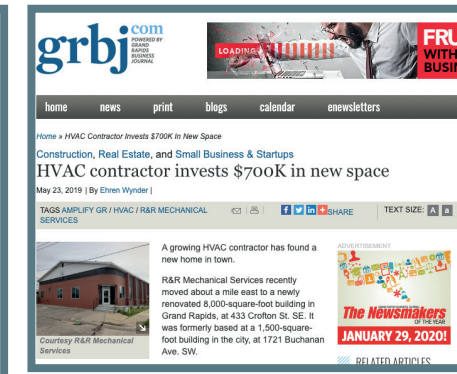 grbj.com
POWERED BY
GRAND
RAPIDS
BUSINESS
JOURNAL
LOADING
FRU
WITH
BUSIN
home news print blogs calendar enewsletters
Home » HVAC Contractor Invests $700K In New Space
Construction, Real Estate, and Small Business & Startups
HVAC contractor invests $700K in new space
May 23, 2019 | By Ehren Wynder |
TAGS AMPLIFY GR / HVAC / R&R MECHANICAL
SERVICES
SHARE
TEXT SIZE: A a
A growing HVAC contractor has found a
new home in town.
R&R Mechanical Services recently
moved about a mile east to a newly
renovated 8,000-square-foot building in
Grand Rapids, at 433 Crofton St. SE. It
was formerly based at a 1,500-square-
foot building in the city, at 1721 Buchanan
Ave. SW.
Courtesy R&R Mechanical
Services
ADVERTISEMENT
The Newsmakers
OF THE YEAR
JANUARY 29, 2020!
RELATED ARTICLES